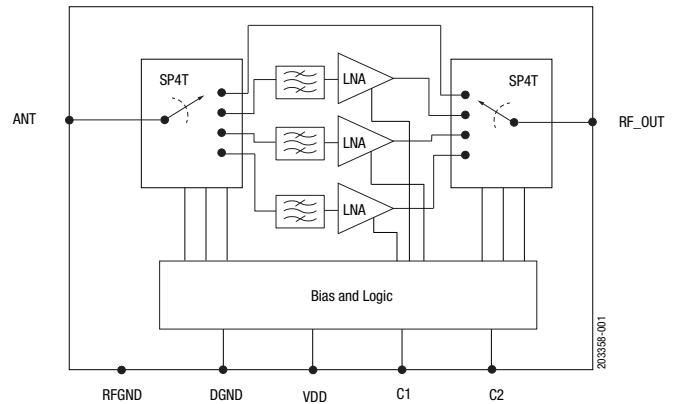 SP4T
LNA
SP4T
ANT
RF_OUT
LNA
LNA
Bias and Logic
203358-001
RFGND
DGND
VDD
C1
C2